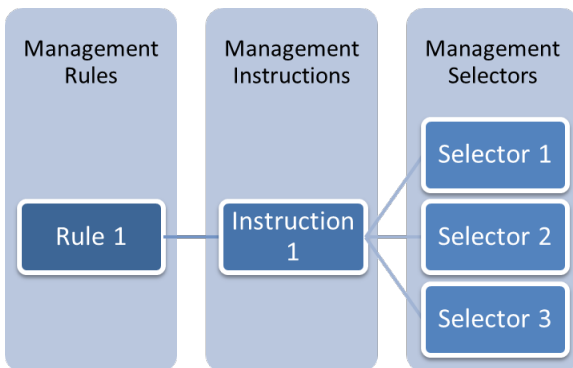 Management
Rules
Management
Instructions
Management
Selectors
Rule 1
Instruction
1
Selector 1
Selector 2
Selector 3